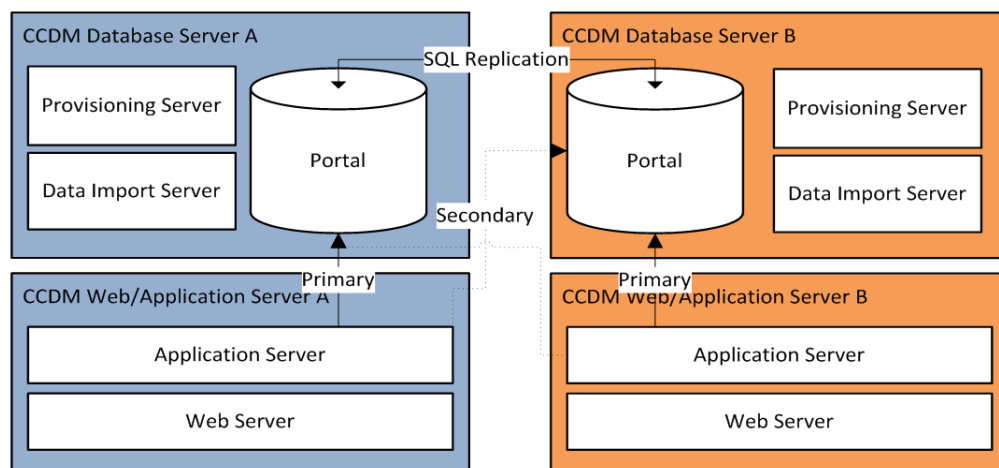 CCDM Database Server A
CCDM Database Server B
SQL Replication
Provisioning Server
Portal
Data Import Server
Portal
Provisioning Server
Data Import Server
Secondary
Primary
Primary
CCDM Web/Application Server A
CCDM Web/Application Server B
Application Server
Application Server
Web Server
Web Server